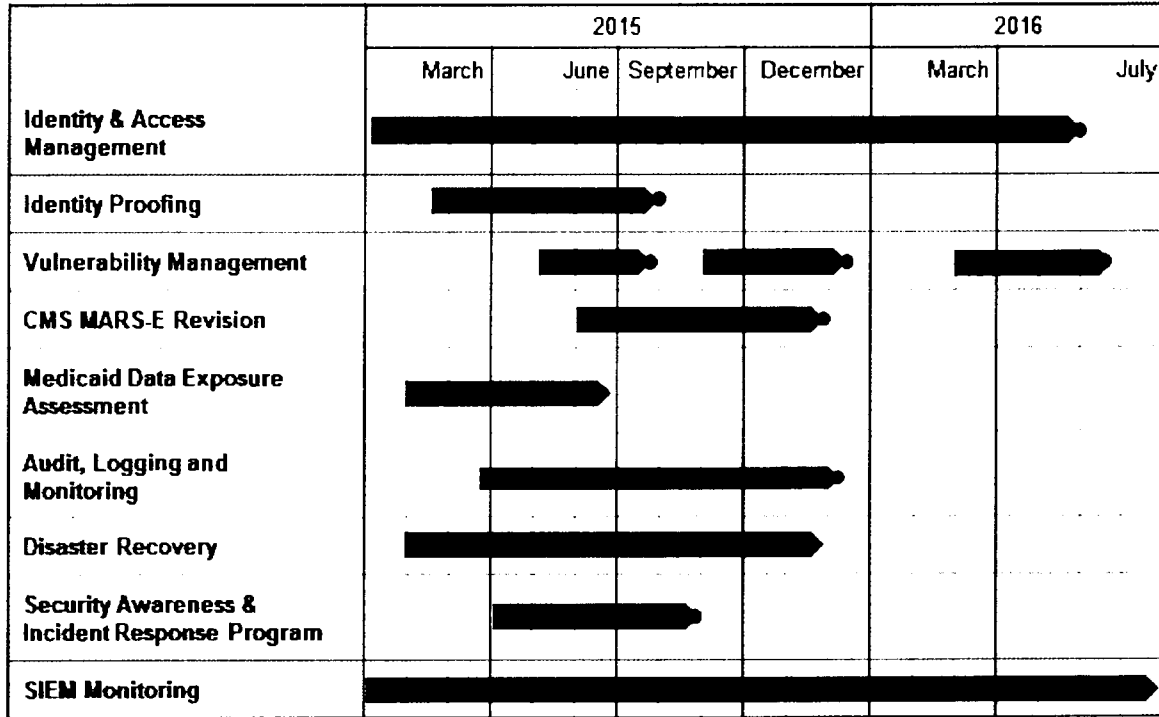 2015 2016
March June September December March July
Identity & Access
Management
Identity Proofing
Vulnerability Management
CMS MARS-E Revision
Medicaid Data Exposure
Assessment
Audit, Logging and
Monitoring
Disaster Recovery
Security Awareness &
Incident Response Program
SIEM Monitoring